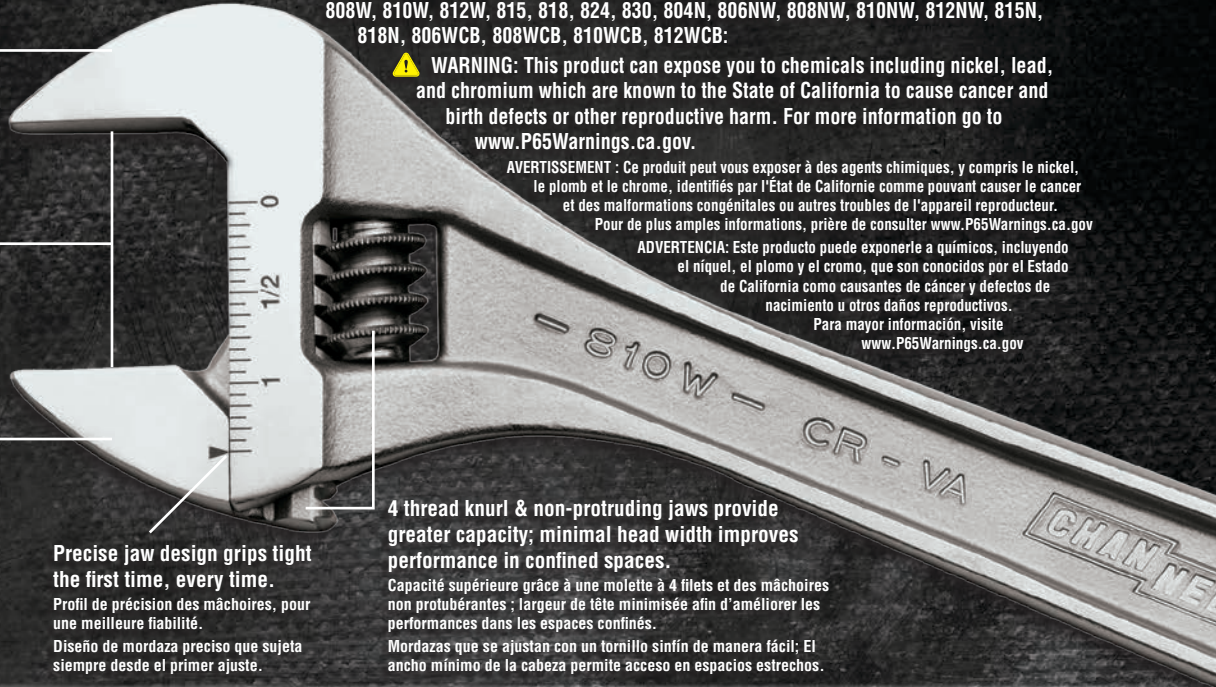 808W, 810W, 812W, 815, 818, 824, 830, 804N, 806NW, 808NW, 810NW, 812NW, 815N,
818N, 806WCB, 808WCB, 810WCB, 812WCB:
WARNING: This product can expose you to chemicals including nickel, lead,
and chromium which are known to the State of California to cause cancer and
birth defects or other reproductive harm. For more information go to
www.P65Warnings.ca.gov.
AVERTISSEMENT : Ce produit peut vous exposer à des agents chimiques, y compris le nickel,
le plomb et le chrome, identifiés par l'État de Californie comme pouvant causer le cancer
et des malformations congénitales ou autres troubles de l'appareil reproducteur.
Pour de plus amples informations, prière de consulter www.P65Warnings.ca.gov
ADVERTENCIA: Este producto puede exponerle a químicos, incluyendo
el níquel, el plomo y el cromo, que son conocidos por el Estado
de California como causantes de cáncer y defectos de
nacimiento u otros daños reproductivos.
Para mayor información, visite
www.P65Warnings.ca.gov
0
1/2
1
- 810W - CR - VA
CHANNEL
4 thread knurl & non-protruding jaws provide
greater capacity; minimal head width improves
performance in confined spaces.
Capacité supérieure grâce à une molette à 4 filets et des mâchoires
non protubérantes ; largeur de tête minimisée afin d’améliorer les
performances dans les espaces confinés.
Mordazas que se ajustan con un tornillo sinfín de manera fácil; El
ancho mínimo de la cabeza permite acceso en espacios estrechos.
Precise jaw design grips tight
the first time, every time.
Profil de précision des mâchoires, pour
une meilleure fiabilité.
Diseño de mordaza preciso que sujeta
siempre desde el primer ajuste.